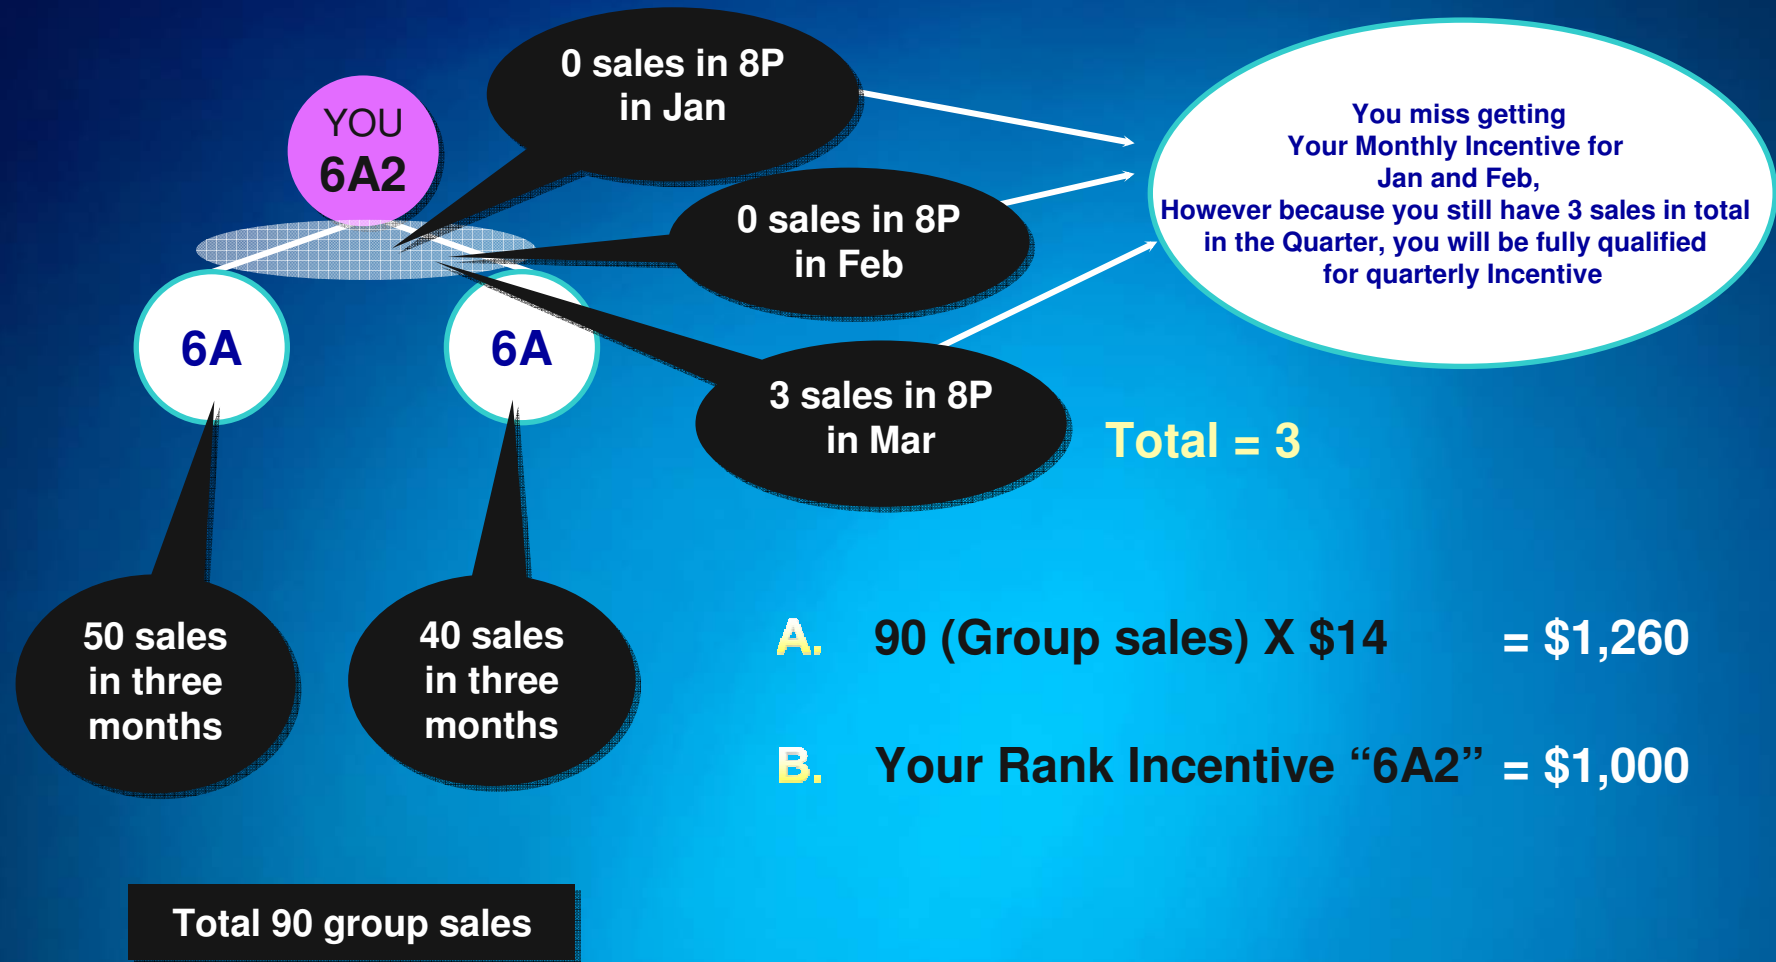 0 sales in 8P
in Jan
YOU
6A2
You miss getting
Your Monthly Incentive for
Jan and Feb,
However because you still have 3 sales in total
in the Quarter, you will be fully qualified
for quarterly Incentive
0 sales in 8P
in Feb
6A
6A
3 sales in 8P
in Mar
Total = 3
50 sales
in three
months
40 sales
in three
months
A. 90 (Group sales) X $14 = $1,260
B. Your Rank Incentive “6A2” = $1,000
Total 90 group sales